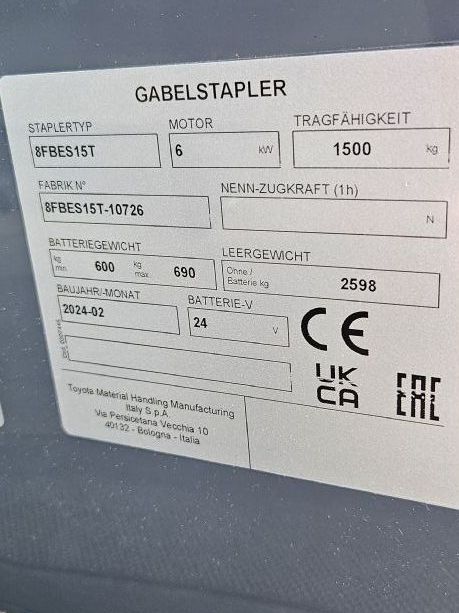 GABELSTAPLER
STAPLERTYP MOTOR TRAGFÄHIGKEIT
8FBES15T 6 kW 1500 kg
FABRIK N° NENN-ZUGKRAFT (1h)
8FBES15T-10726 N
BATTERIEGEWICHT LEERGEWICHT
kg min 600 kg max 690 Ohne / Batterie kg 2598
BAUJAHR/-MONAT BATTERIE-V
2024-02 24 V
CE
UK
CA
EAC
Toyota Material Handling Manufacturing
Italy S.p.A.
Via Persicetana Vecchia 10
40132 - Bologna - Italia